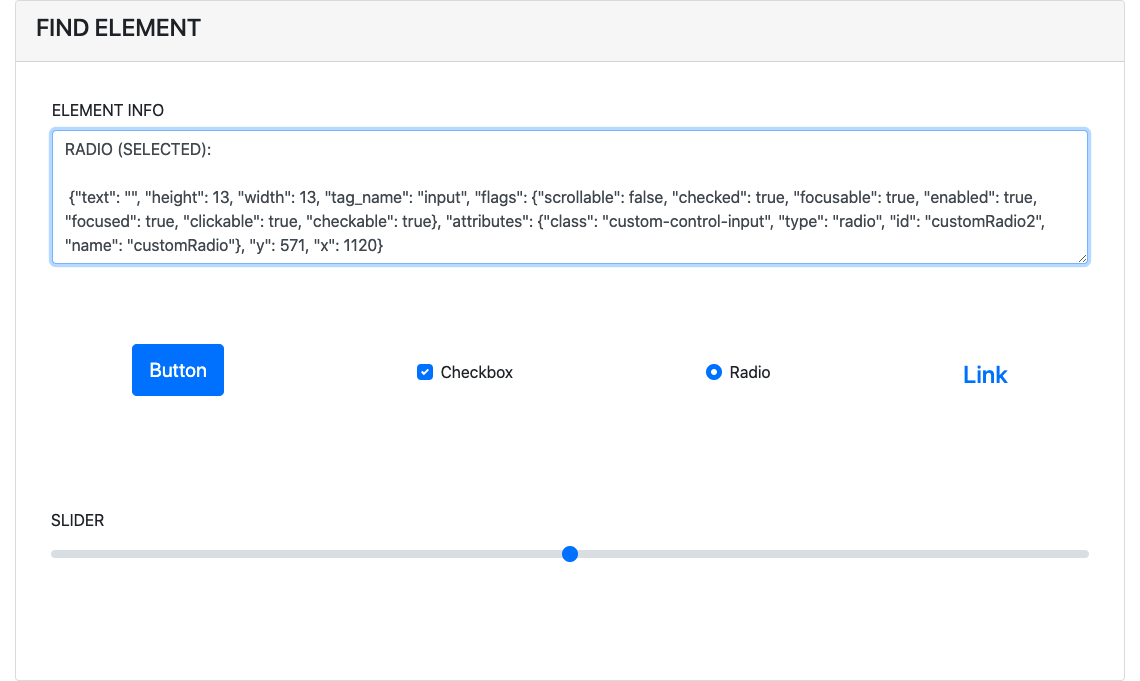 FIND ELEMENT
ELEMENT INFO
RADIO (SELECTED):
{"text": "", "height": 13, "width": 13, "tag_name": "input", "flags": {"scrollable": false, "checked": true, "focusable": true, "enabled": true,
"focused": true, "clickable": true, "checkable": true}, "attributes": {"class": "custom-control-input", "type": "radio", "id": "customRadio2",
"name": "customRadio"}, "y": 571, "x": 1120}
Button Checkbox Radio Link
SLIDER